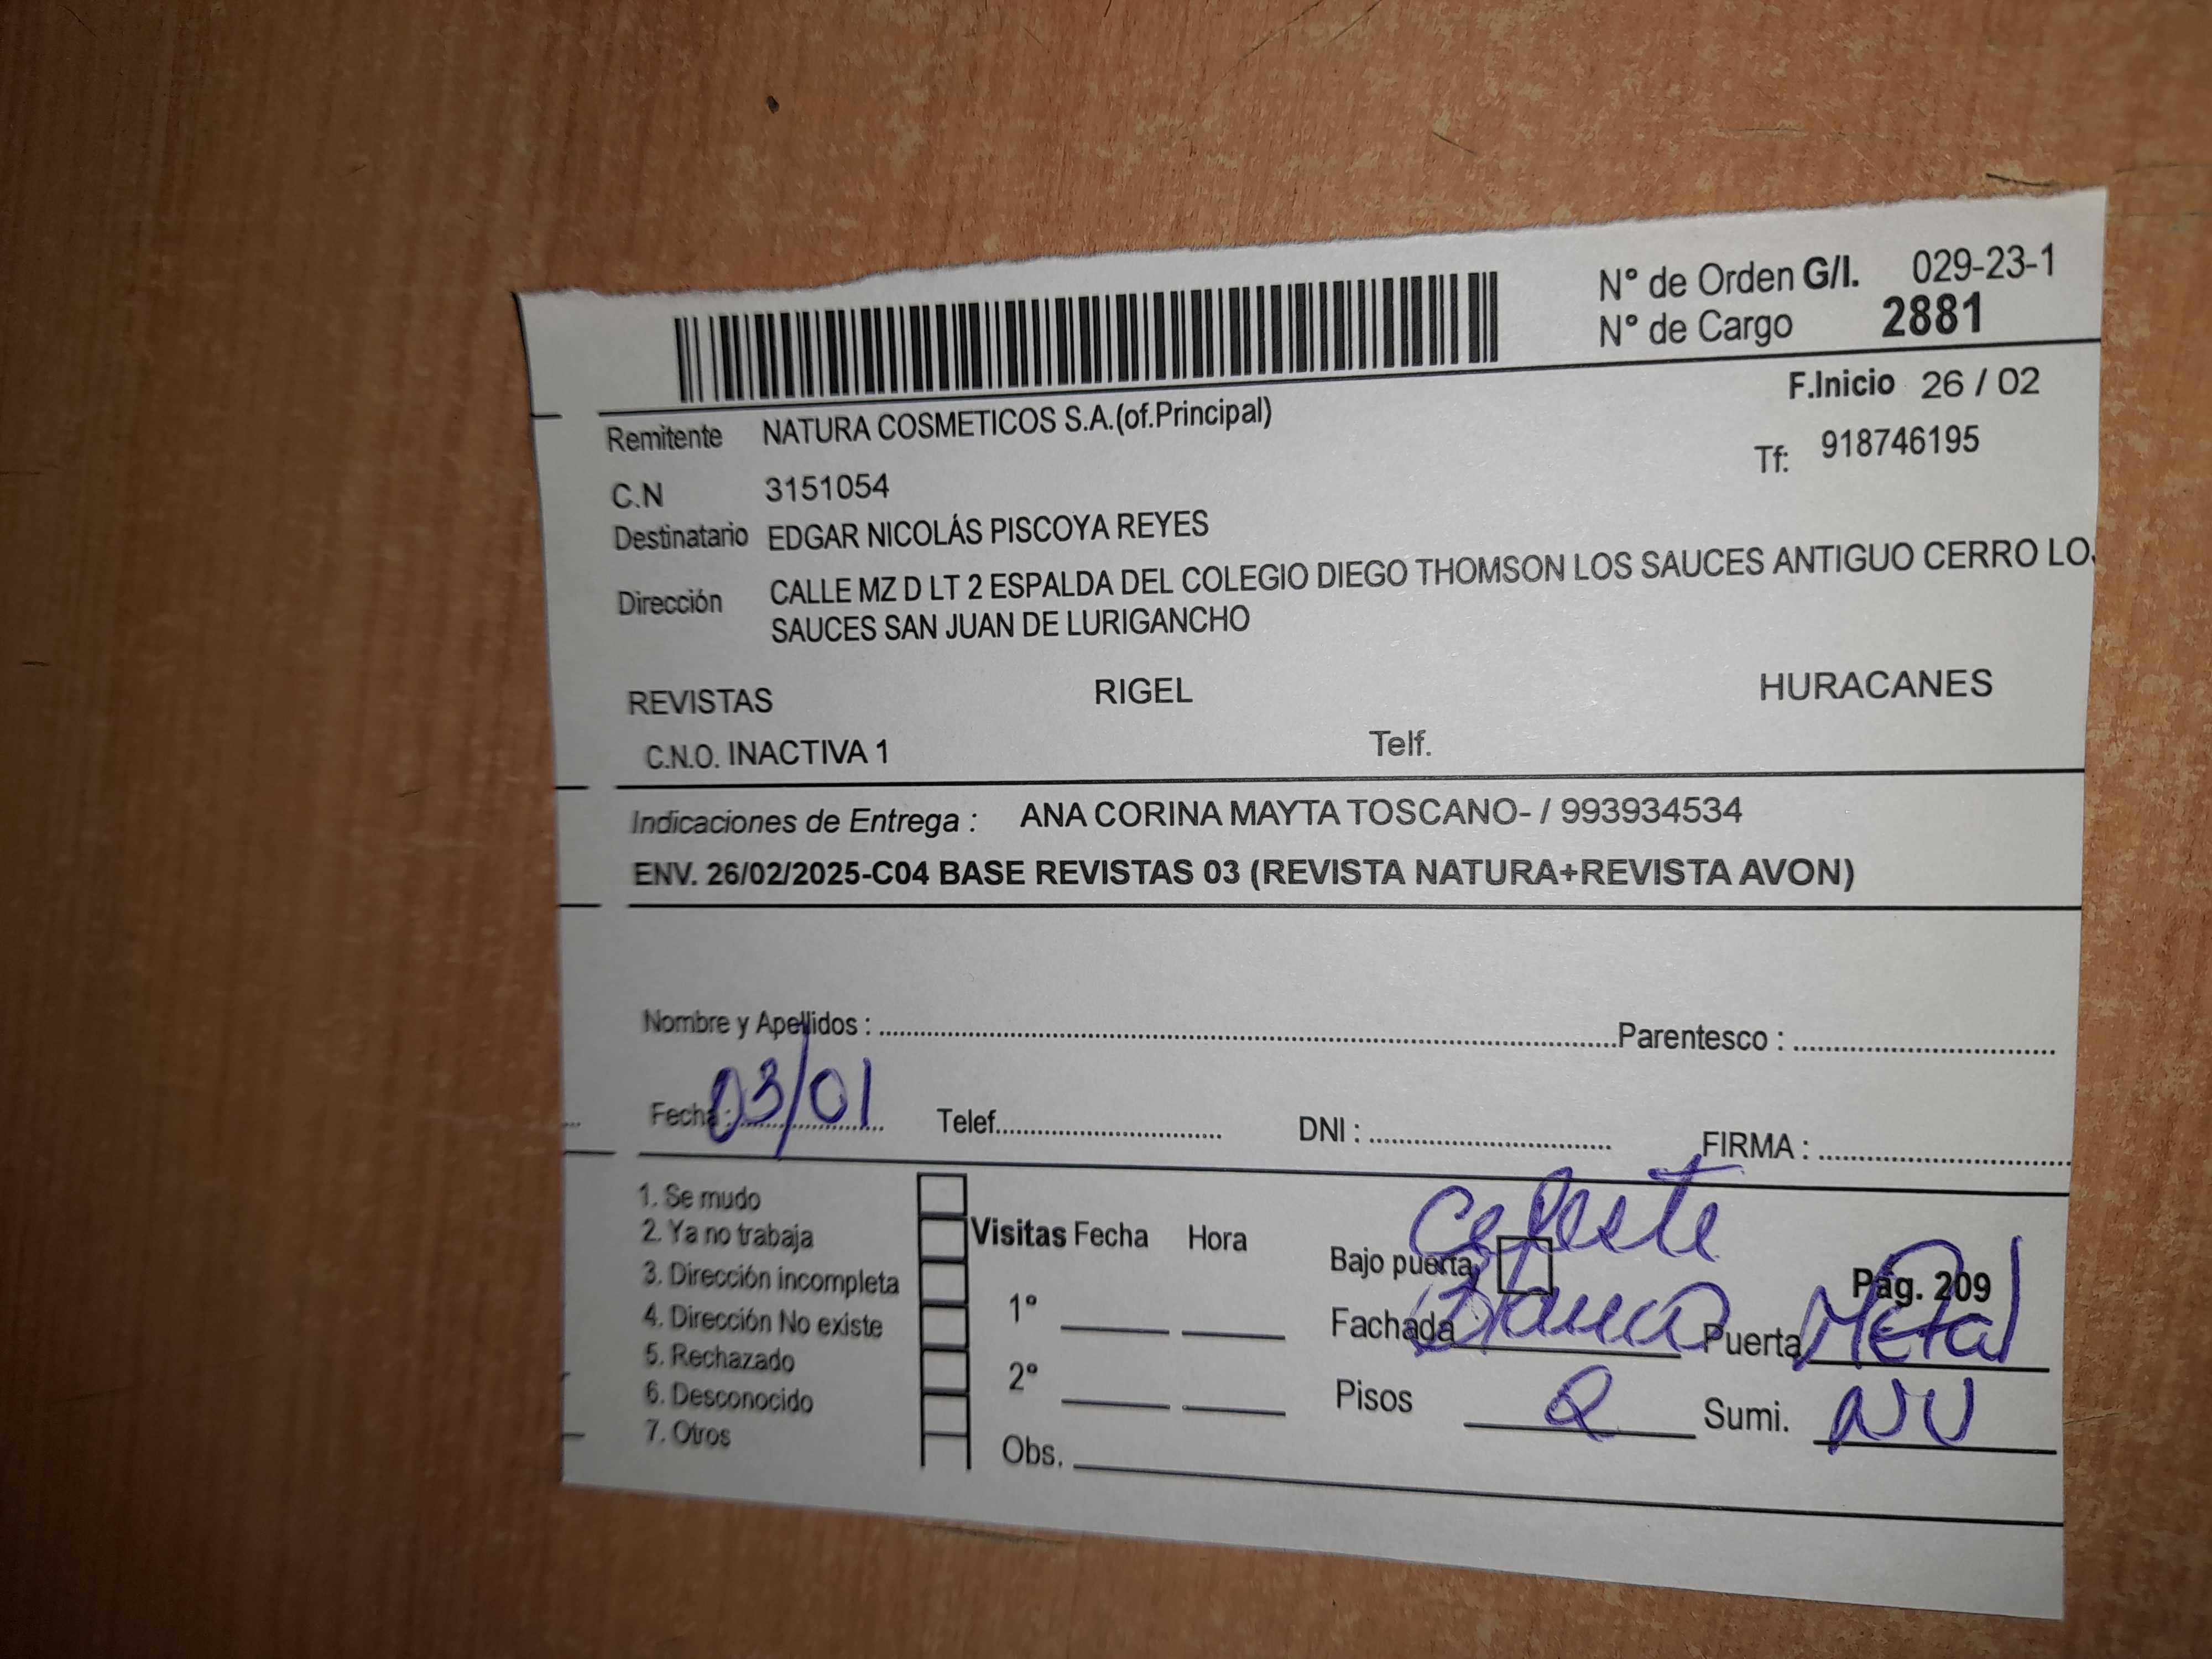 N° de Orden G/I. 029-23-1
N° de Cargo 2881
F.Inicio 26 / 02
Remitente NATURA COSMETICOS S.A.(of.Principal)
Tf: 918746195
C.N 3151054
Destinatario EDGAR NICOLÁS PISCOYA REYES
Dirección CALLE MZ D LT 2 ESPALDA DEL COLEGIO DIEGO THOMSON LOS SAUCES ANTIGUO CERRO LO
SAUCES SAN JUAN DE LURIGANCHO
REVISTAS RIGEL HURACANES
C.N.O. INACTIVA 1 Telf.
Indicaciones de Entrega : ANA CORINA MAYTA TOSCANO- / 993934534
ENV. 26/02/2025-C04 BASE REVISTAS 03 (REVISTA NATURA+REVISTA AVON)
Nombre y Apellidos : Parentesco :
Fecha : 03/01 Telef. DNI : FIRMA :
1. Se mudo
2. Ya no trabaja
3. Dirección incompleta
4. Dirección No existe
5. Rechazado
6. Desconocido
7. Otros
Visitas Fecha Hora
1°
2°
Obs.
Celeste
Bajo puerta Pág. 209
Fachada Blanco Puerta Metal
Pisos 2 Sumi.